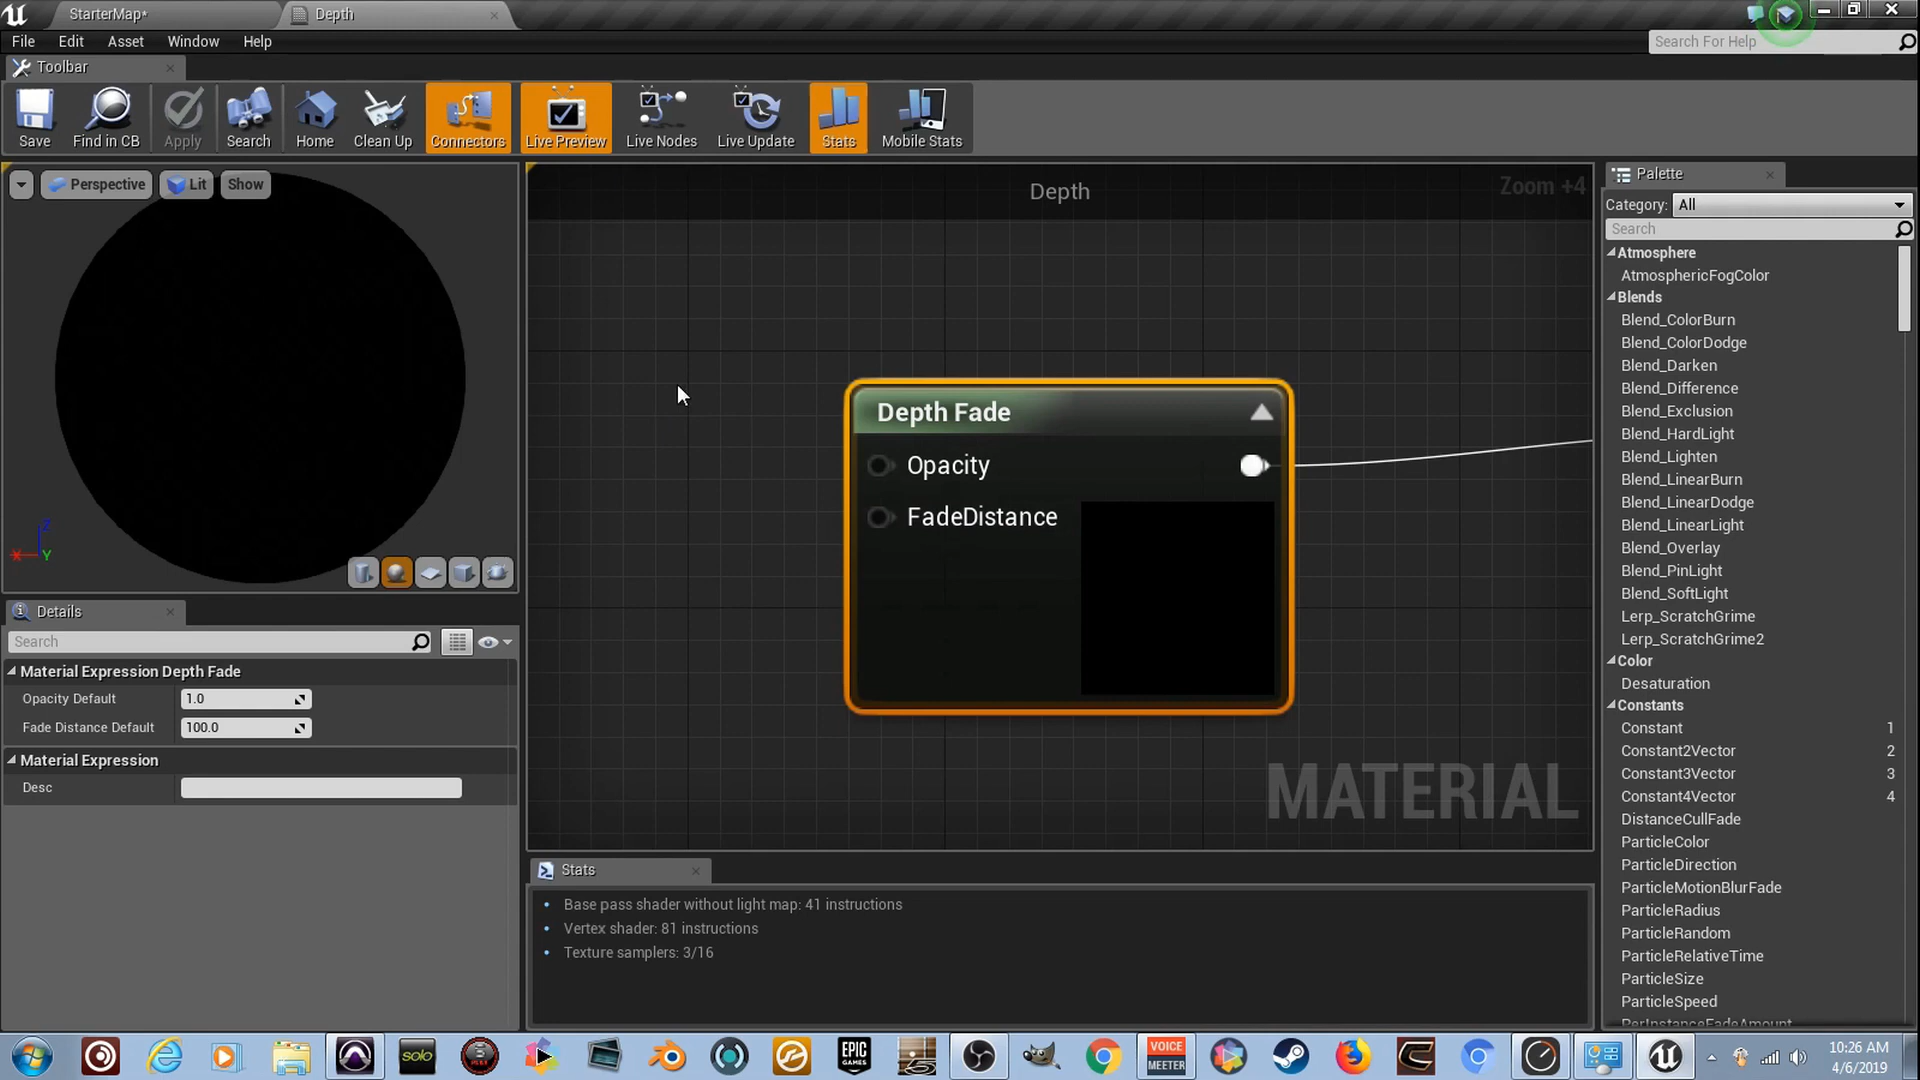 StarterMap*
Depth
File
Edit
Asset
Window
Help
Search For Help
Toolbar
Save
Find in CB
Apply
Search
Home
Clean Up
Connectors
Live Preview
Live Nodes
Live Update
Stats
Mobile Stats
Perspective
Lit
Show
Z
X
Y
Depth
Zoom +4
Depth Fade
Opacity
FadeDistance
MATERIAL
Palette
Category: All
Search
Atmosphere
AtmosphericFogColor
Blends
Blend_ColorBurn
Blend_ColorDodge
Blend_Darken
Blend_Difference
Blend_Exclusion
Blend_HardLight
Blend_Lighten
Blend_LinearBurn
Blend_LinearDodge
Blend_LinearLight
Blend_Overlay
Blend_PinLight
Blend_SoftLight
Lerp_ScratchGrime
Lerp_ScratchGrime2
Color
Desaturation
Constants
Constant 1
Constant2Vector 2
Constant3Vector 3
Constant4Vector 4
DistanceCullFade
ParticleColor
ParticleDirection
ParticleMotionBlurFade
ParticleRadius
ParticleRandom
ParticleRelativeTime
ParticleSize
ParticleSpeed
PerInstanceFadeAmount
Details
Search
Material Expression Depth Fade
Opacity Default 1.0
Fade Distance Default 100.0
Material Expression
Desc
Stats
Base pass shader without light map: 41 instructions
Vertex shader: 81 instructions
Texture samplers: 3/16
solo
EPIC
GAMES
VOICE
MEETER
10:26 AM
4/6/2019